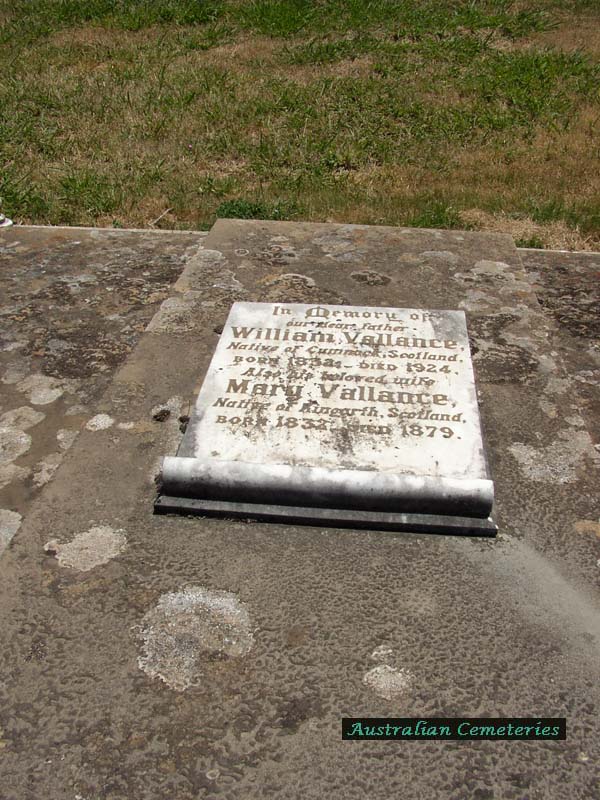 In Memory of
our dear father
William Vallance,
Native of Cumnock, Scotland,
BORN DIED 1924.
Also his beloved wife
Mary Vallance,
Native of Kingarth, Scotland,
BORN 1832. DIED 1879.
Australian Cemeteries